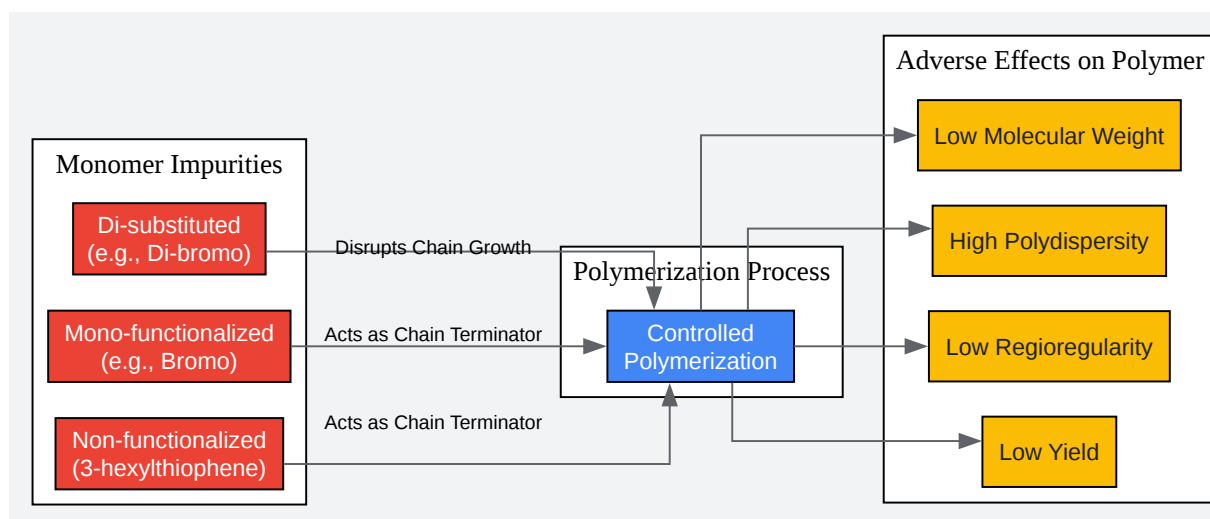 Monomer Impurities
Di-substituted
(e.g., Di-bromo)
Mono-functionalized
(e.g., Bromo)
Non-functionalized
(3-hexylthiophene)
Disrupts Chain Growth
Acts as Chain Terminator
Acts as Chain Terminator
Polymerization Process
Controlled
Polymerization
Adverse Effects on Polymer
Low Molecular Weight
High Polydispersity
Low Regioregularity
Low Yield